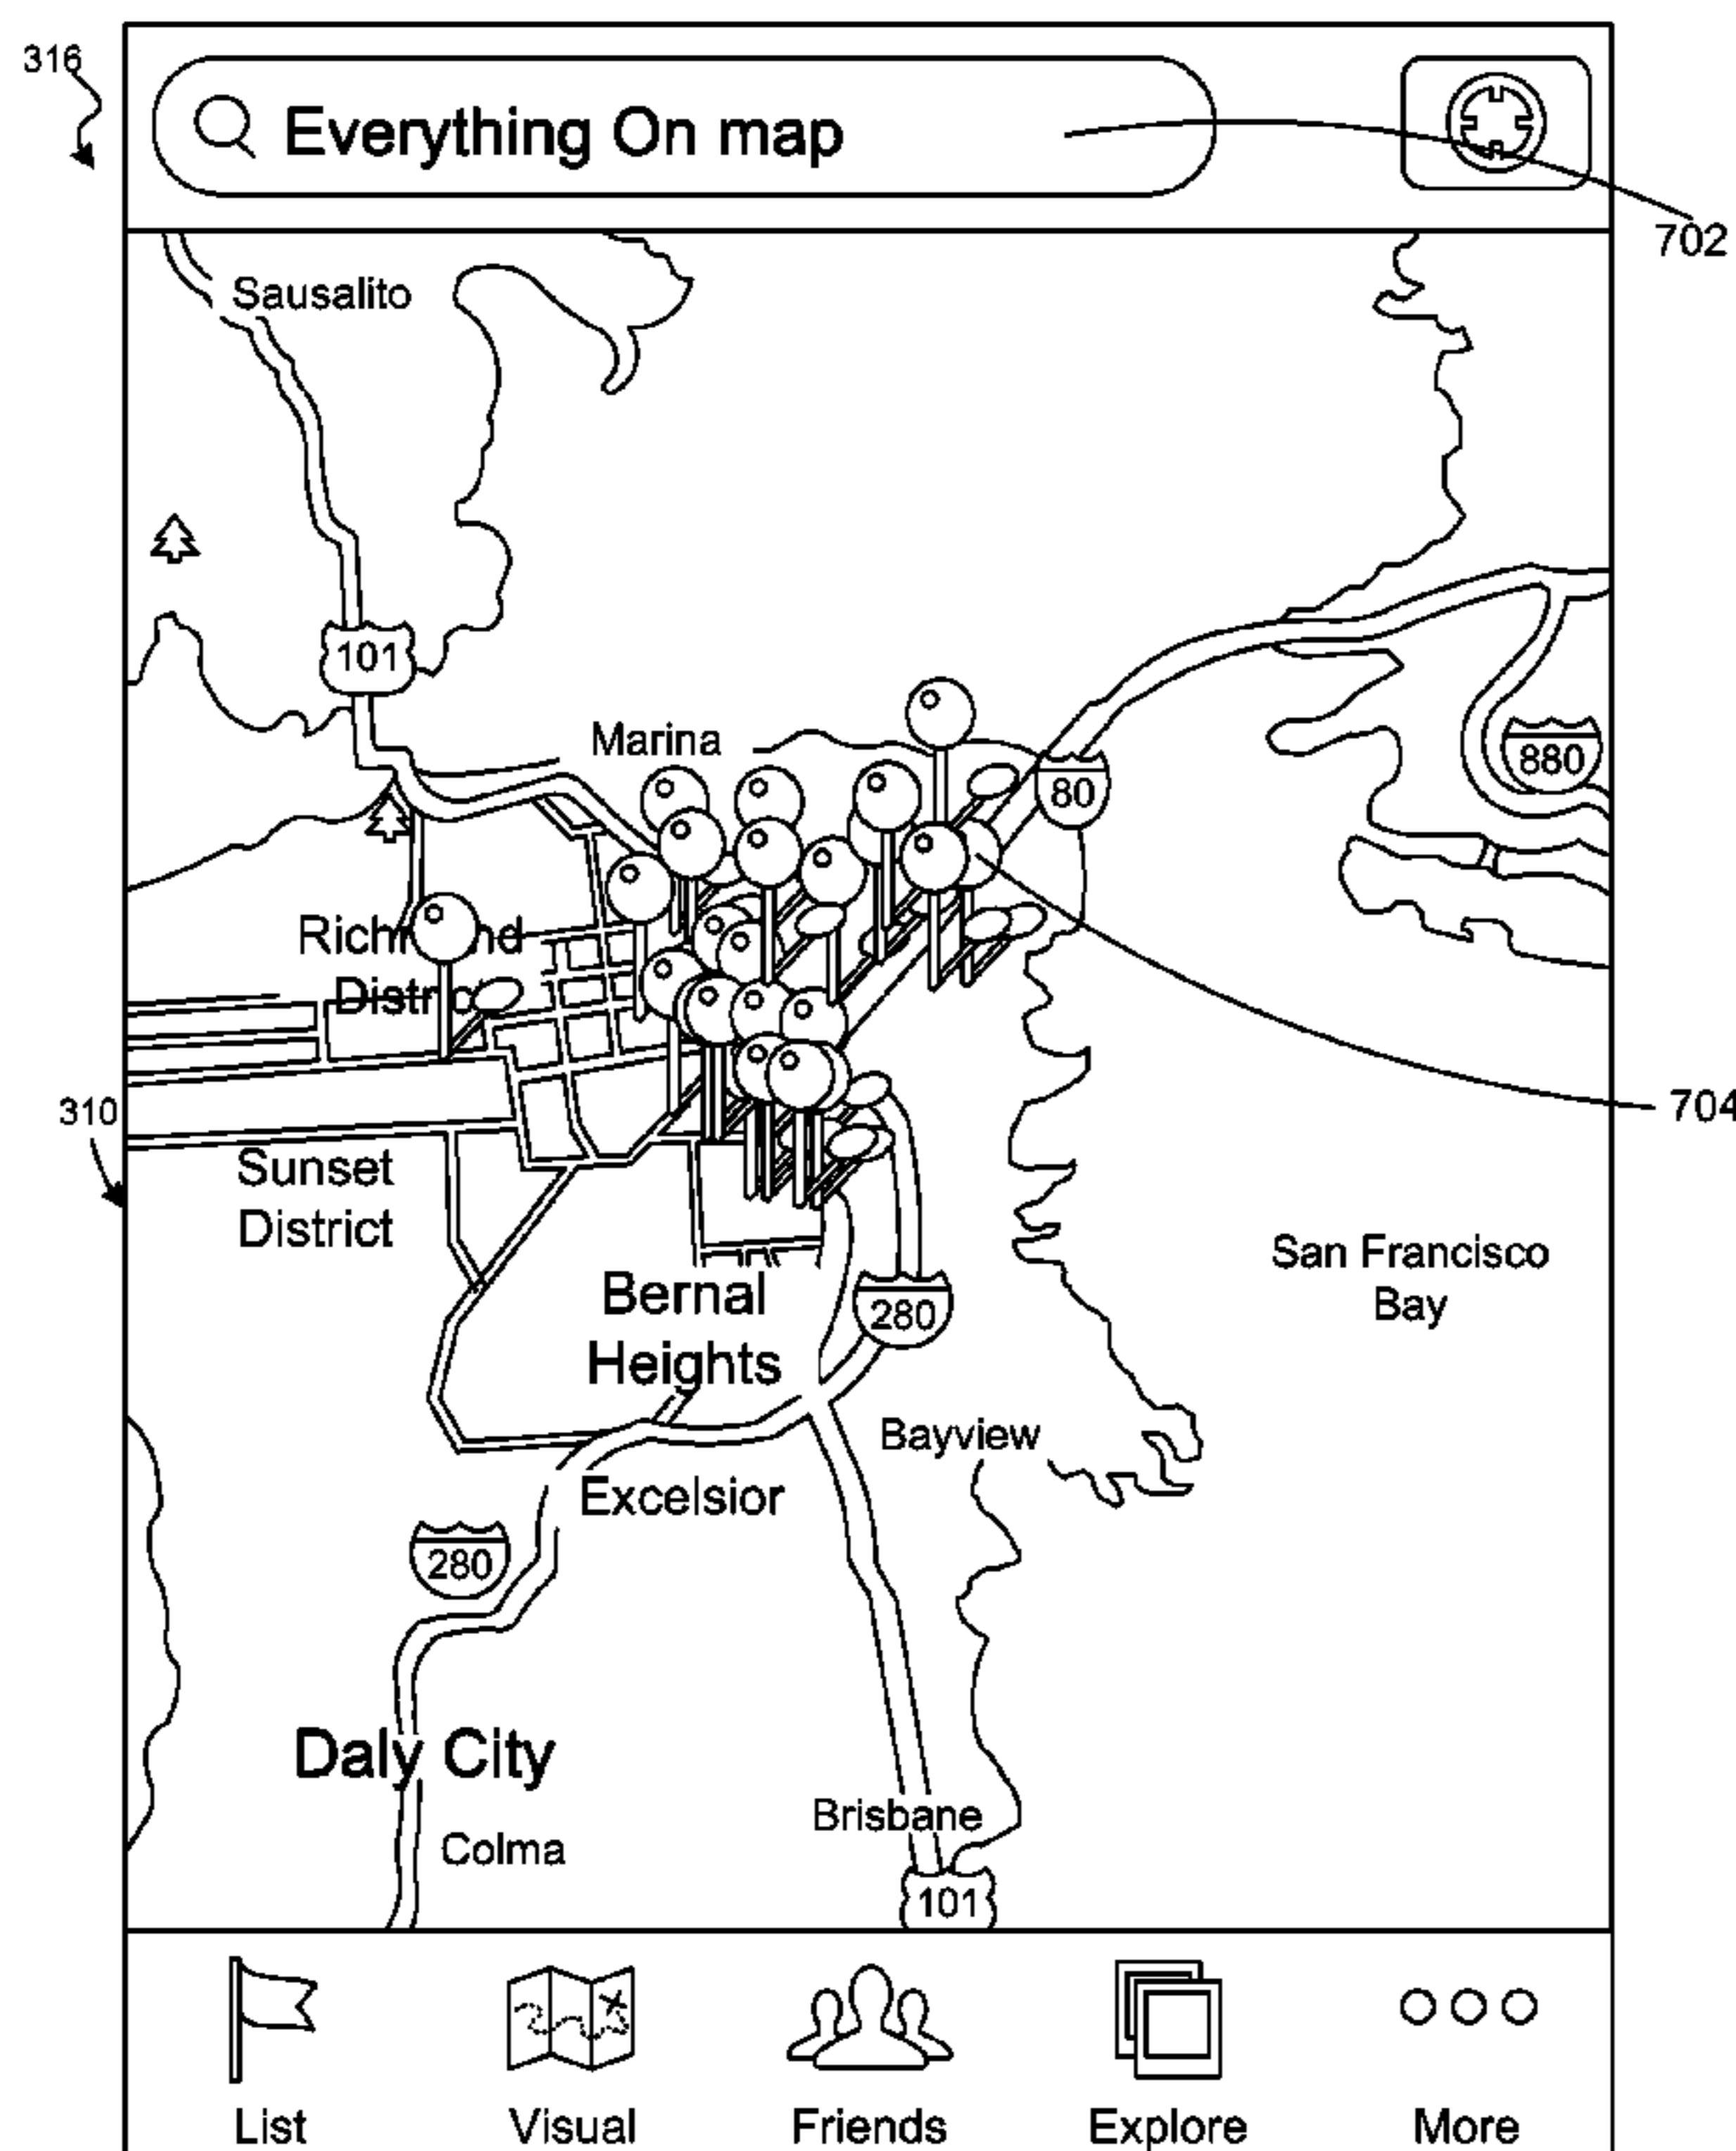 316
Everything On map
702
Sausalito
101
Marina
80
880
Richmond
District
704
310
Sunset
District
San Francisco
Bay
Bernal
Heights
280
Bayview
Excelsior
280
Daly City
Brisbane
Colma
101
List
Visual
Friends
Explore
More